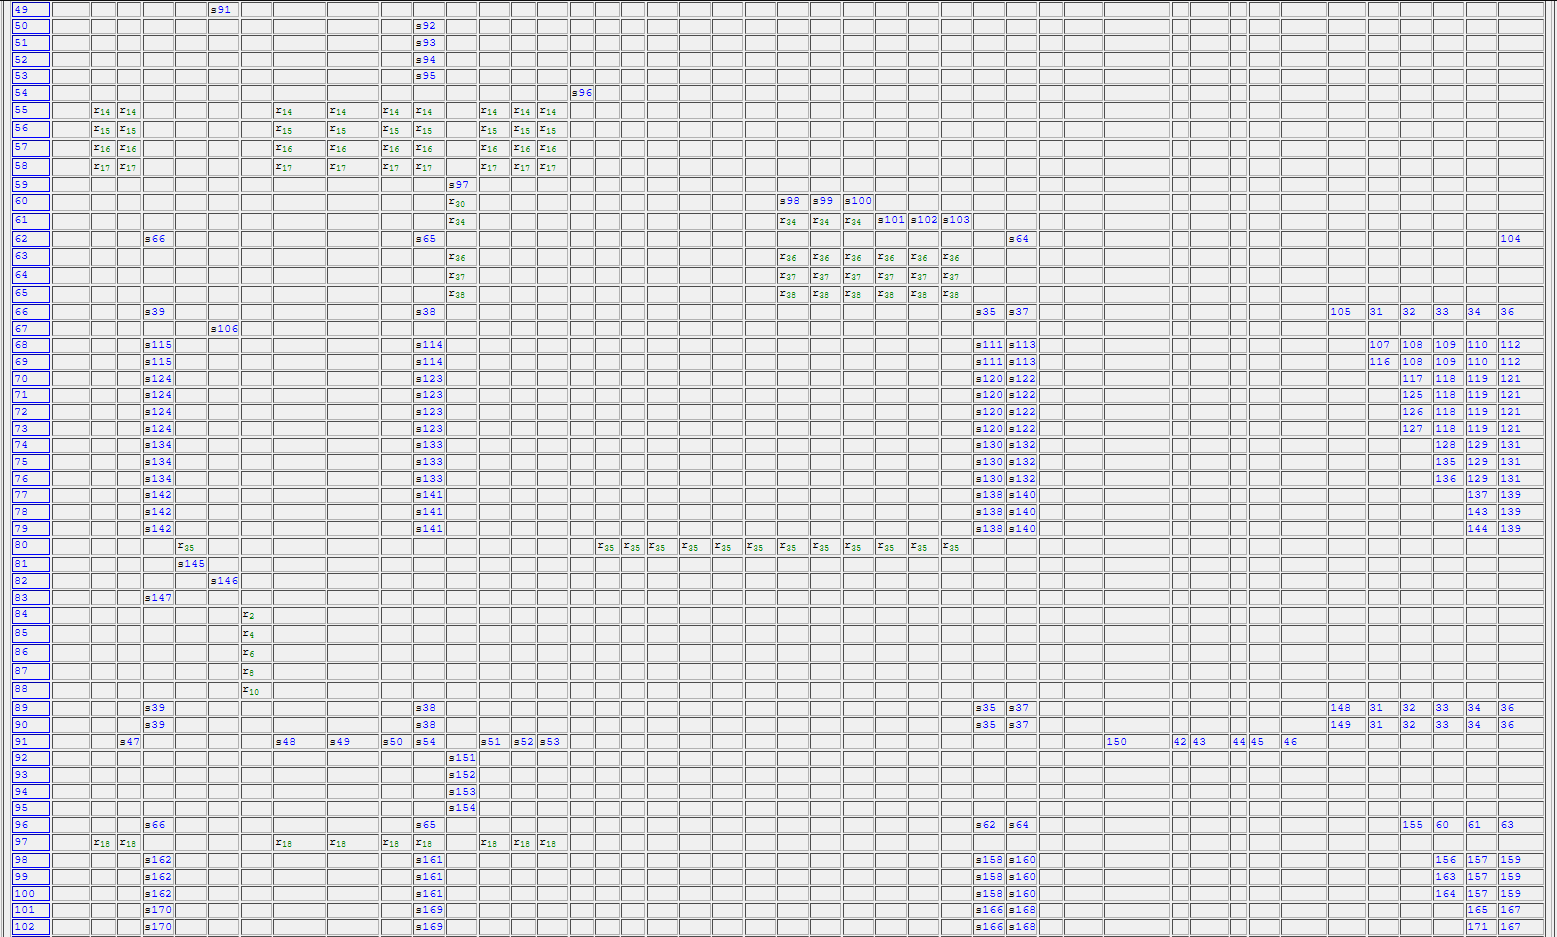 49 s91
50 s92
51 s93
52 s94
53 s95
54 s96
55 r14 r14 r14 r14 r14 r14 r14 r14 r14
56 r15 r15 r15 r15 r15 r15 r15 r15 r15
57 r16 r16 r16 r16 r16 r16 r16 r16 r16
58 r17 r17 r17 r17 r17 r17 r17 r17 r17
59 s97
60 r30 s98 s99 s100
61 r34 r34 r34 r34 s101 s102 s103
62 s66 s65 s64 104
63 r36 r36 r36 r36 r36 r36 r36
64 r37 r37 r37 r37 r37 r37 r37
65 r38 r38 r38 r38 r38 r38 r38
66 s39 s38 s35 s37 105 31 32 33 34 36
67 s106
68 s115 s114 s111 s113 107 108 109 110 112
69 s115 s114 s111 s113 116 108 109 110 112
70 s124 s123 s120 s122 117 118 119 121
71 s124 s123 s120 s122 125 118 119 121
72 s124 s123 s120 s122 126 118 119 121
73 s124 s123 s120 s122 127 118 119 121
74 s134 s133 s130 s132 128 129 131
75 s134 s133 s130 s132 135 129 131
76 s134 s133 s130 s132 136 129 131
77 s142 s141 s138 s140 137 139
78 s142 s141 s138 s140 143 139
79 s142 s141 s138 s140 144 139
80 r35 r35 r35 r35 r35 r35 r35 r35 r35 r35 r35 r35 r35
81 s145
82 s146
83 s147
84 r2
85 r4
86 r6
87 r8
88 r10
89 s39 s38 s35 s37 148 31 32 33 34 36
90 s39 s38 s35 s37 149 31 32 33 34 36
91 s47 s48 s49 s50 s54 s51 s52 s53 150 42 43 44 45 46
92 s151
93 s152
94 s153
95 s154
96 s66 s65 s62 s64 155 60 61 63
97 r18 r18 r18 r18 r18 r18 r18 r18 r18
98 s162 s161 s158 s160 156 157 159
99 s162 s161 s158 s160 163 157 159
100 s162 s161 s158 s160 164 157 159
101 s170 s169 s166 s168 165 167
102 s170 s169 s166 s168 171 167